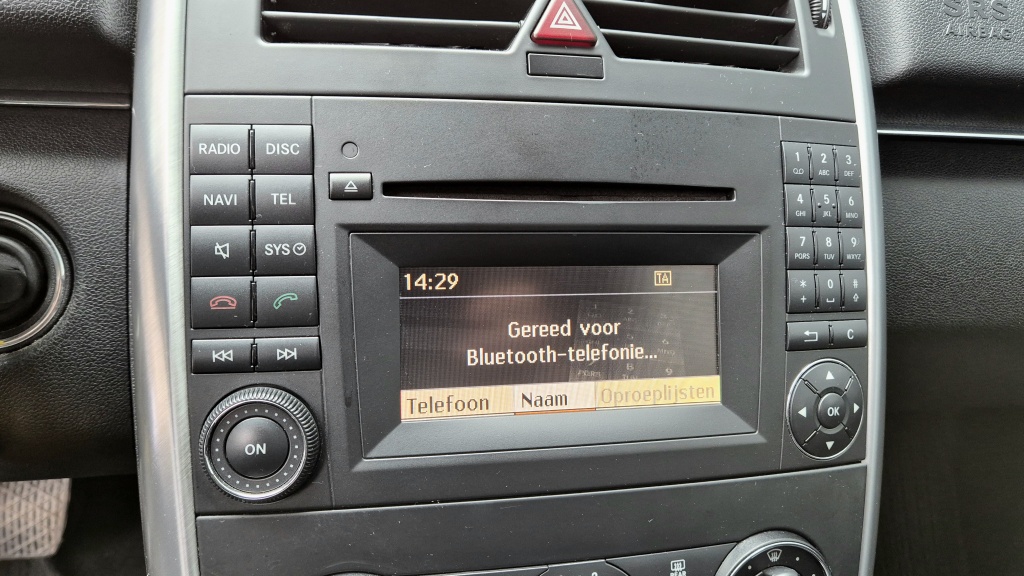 SRS
AIRBAG
RADIO DISC
NAVI TEL
SYS
ON
14:29 TA
Gereed voor
Bluetooth-telefonie...
Telefoon Naam Oproeplijsten
1 2 ABC 3 DEF
4 GHI 5 JKL 6 MNO
7 PQRS 8 TUV 9 WXYZ
* + 0 #
C
OK
REAR